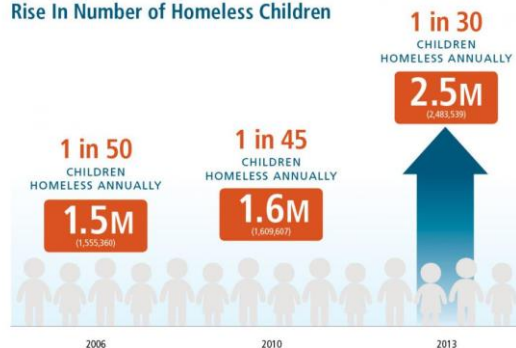 Rise In Number of Homeless Children
1 in 50
CHILDREN
HOMELESS ANNUALLY
1.5M
(1,555,360)
1 in 45
CHILDREN
HOMELESS ANNUALLY
1.6M
(1,609,607)
1 in 30
CHILDREN
HOMELESS ANNUALLY
2.5M
(2,483,539)
2006
2010
2013